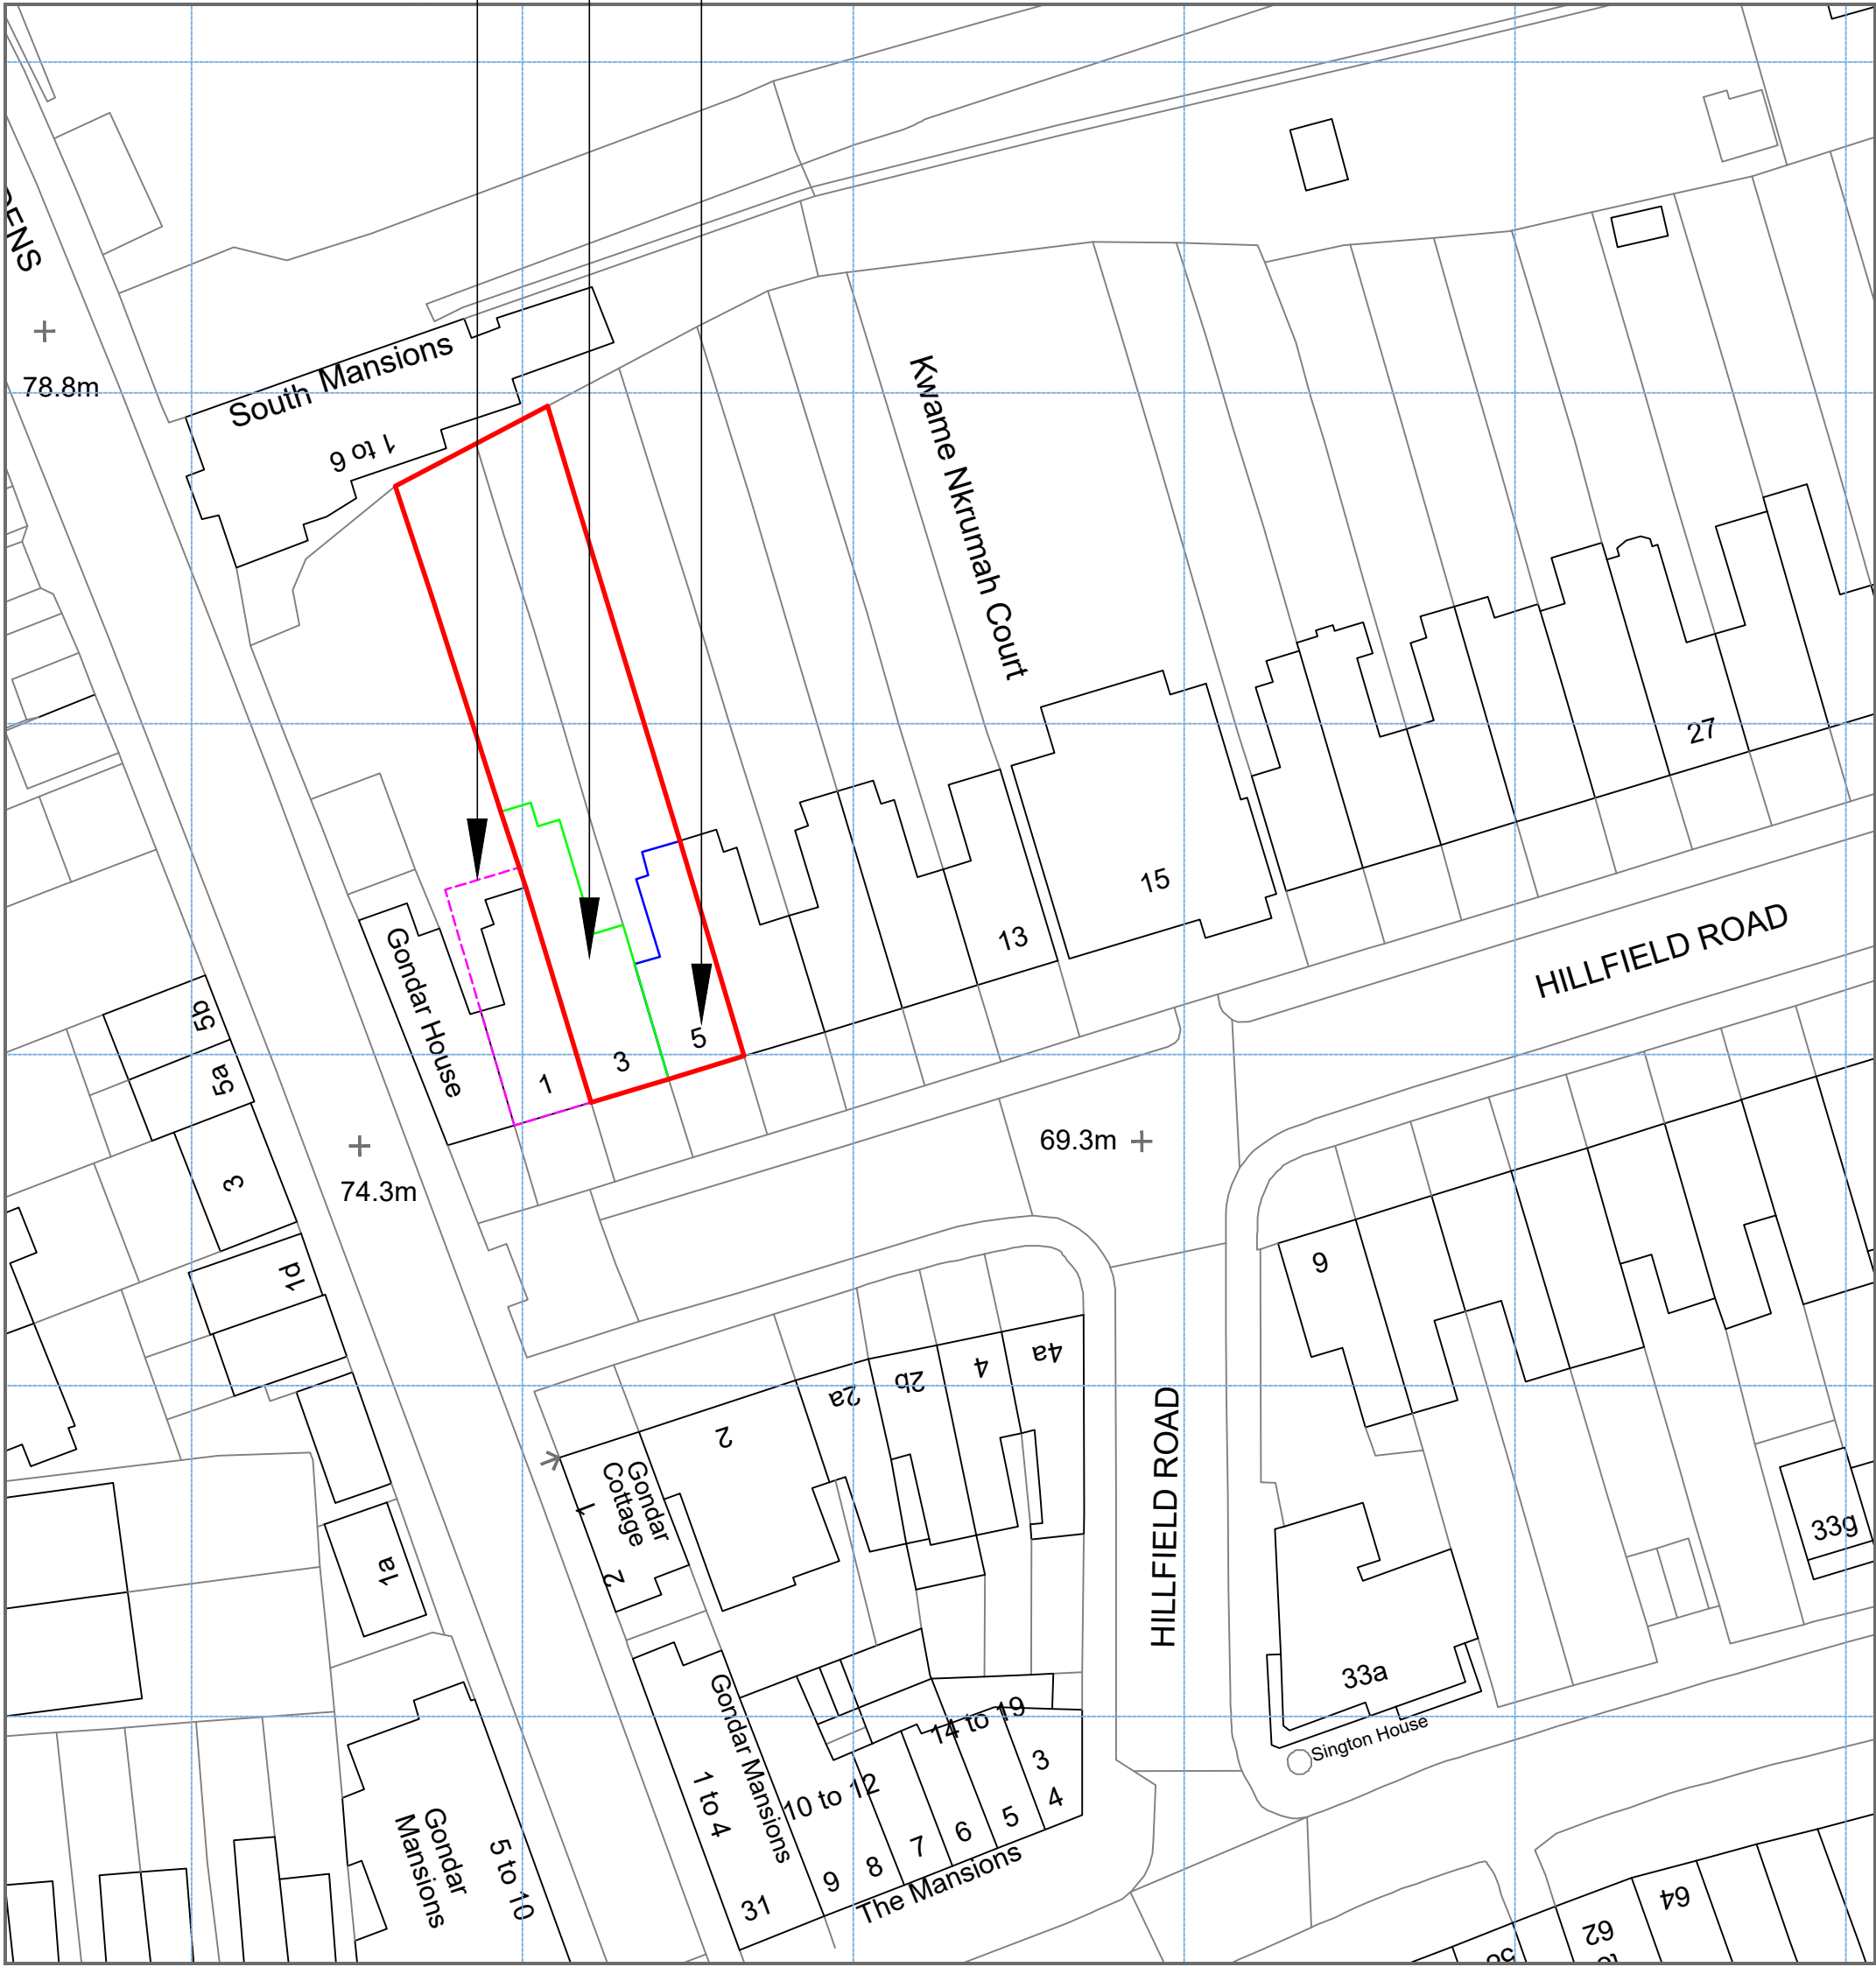 DENS
78.8m
South Mansions
1 to 6
Kwame Nkrumah Court
27
15
13
HILLFIELD ROAD
Gondar House
5
3
1
5b
5a
3
74.3m
69.3m
1d
9
4a
4
2b
2a
2
Gondar
Cottage
1
2
HILLFIELD ROAD
33g
1a
33a
Sington House
Gondar Mansions
14 to 19
3
4
1 to 4
10 to 12
5
6
7
8
9
31
The Mansions
Gondar
Mansions
5 to 10
64
62